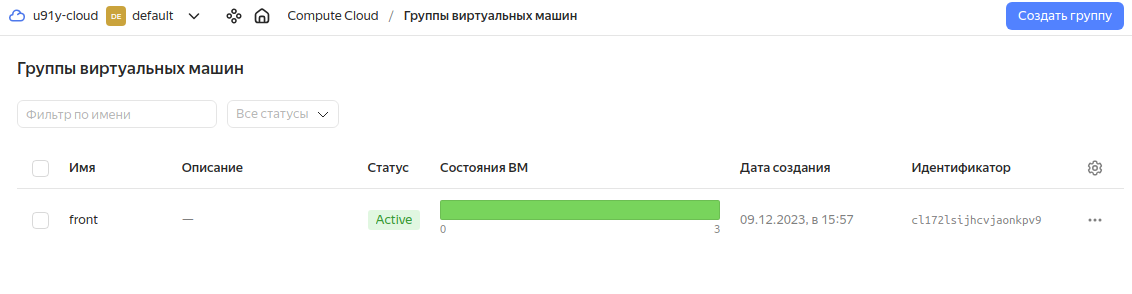 u91y-cloud DE default Compute Cloud / Группы виртуальных машин Создать группу
Группы виртуальных машин
Фильтр по имени Все статусы
Имя Описание Статус Состояния ВМ Дата создания Идентификатор
front — Active 09.12.2023, в 15:57 cl172lsijhcvjaonkpv9
0 3